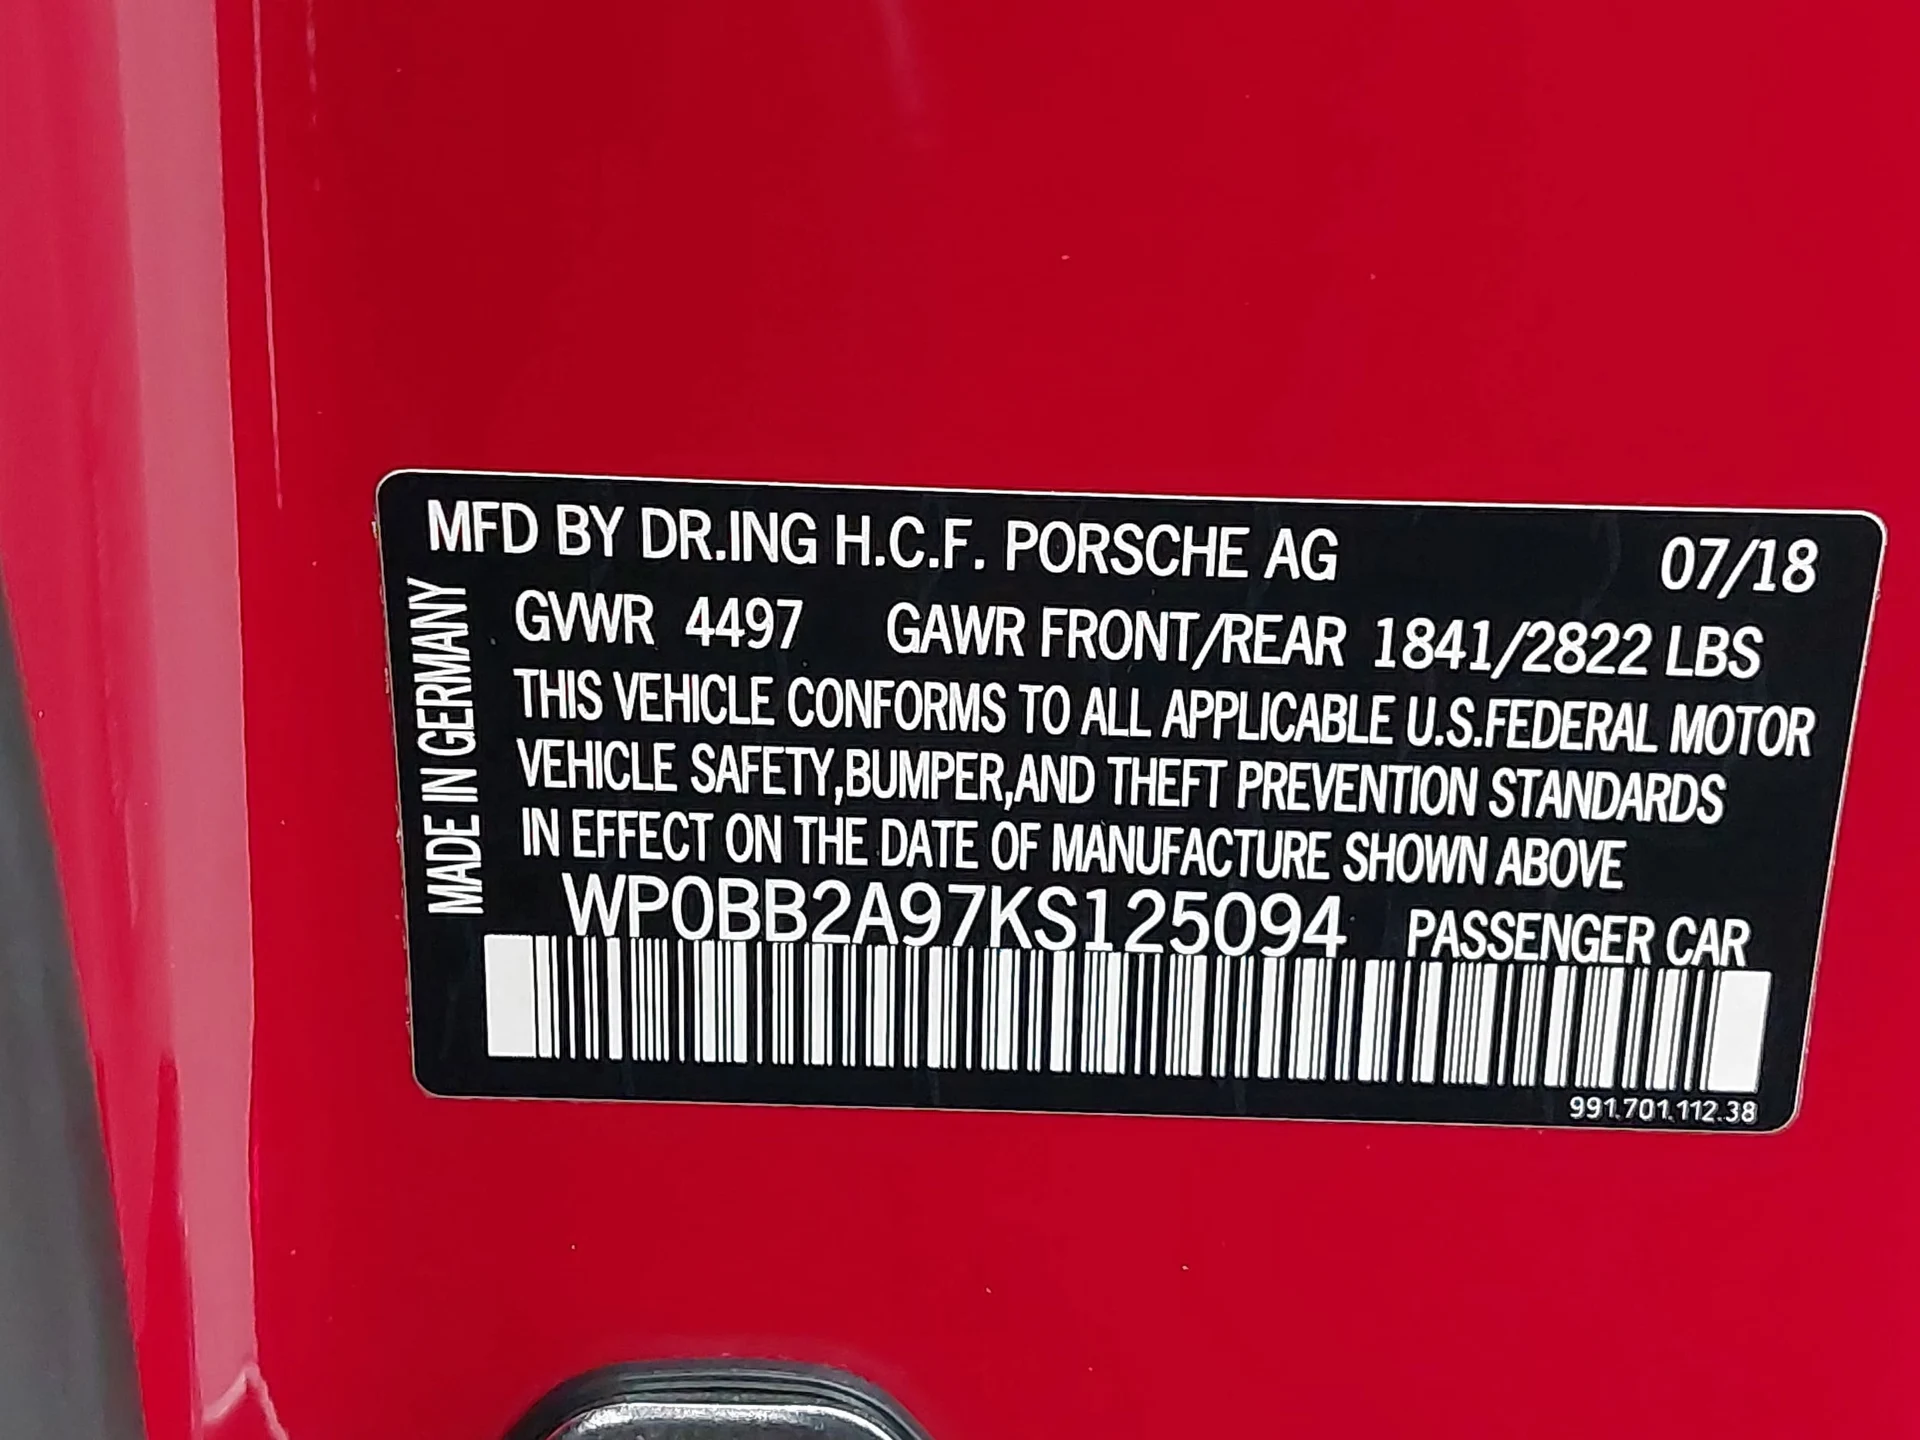 MFD BY DR.ING H.C.F. PORSCHE AG 07/18
MADE IN GERMANY
GVWR 4497 GAWR FRONT/REAR 1841/2822 LBS
THIS VEHICLE CONFORMS TO ALL APPLICABLE U.S.FEDERAL MOTOR
VEHICLE SAFETY,BUMPER,AND THEFT PREVENTION STANDARDS
IN EFFECT ON THE DATE OF MANUFACTURE SHOWN ABOVE
WP0BB2A97KS125094 PASSENGER CAR
991.701.112.38